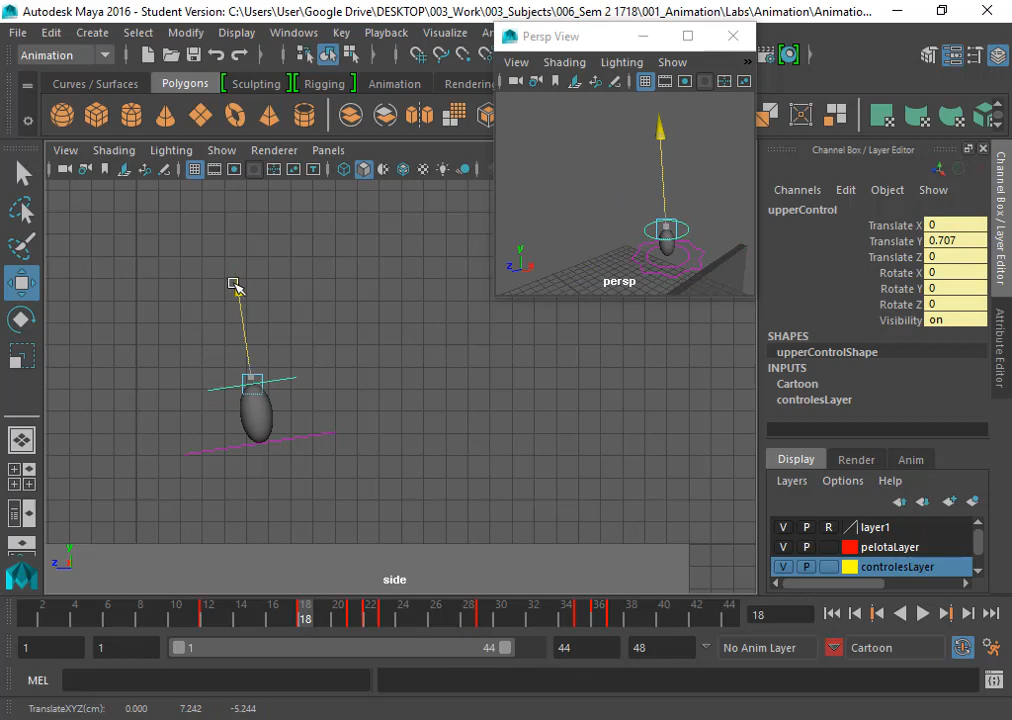 Autodesk Maya 2016 - Student Version: C:\Users\User\Google Drive\DESKTOP\003_Work\003_Subjects\006_Sem 2 1718\001_Animation\Labs\Animation\Animatio...
File Edit Create Select Modify Display Windows Key Playback Visualize
Persp View
Animation
View Shading Lighting Show »
Curves / Surfaces Polygons Sculpting Rigging Animation Rendering
View Shading Lighting Show Renderer Panels
persp
y
z
side
y
z
Channel Box / Layer Editor
Channels Edit Object Show
upperControl
Translate X 0
Translate Y 0.707
Translate Z 0
Rotate X 0
Rotate Y 0
Rotate Z 0
Visibility on
SHAPES
upperControlShape
INPUTS
Cartoon
controlesLayer
Display Render Anim
Layers Options Help
V P R layer1
V P pelotaLayer
V P controlesLayer
Channel Box / Layer Editor
Attribute Editor
2 4 6 8 10 12 14 16 18 20 22 24 26 28 30 32 34 36 38 40 42 44
18
18
1 1 1 44 44 48 No Anim Layer Cartoon
MEL
TranslateXYZ(cm): 0.000 7.242 -5.244